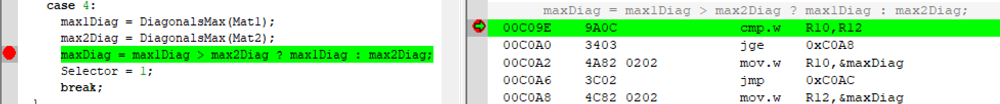 case 4:
max1Diag = DiagonalsMax(Mat1);
max2Diag = DiagonalsMax(Mat2);
maxDiag = max1Diag > max2Diag ? max1Diag : max2Diag;
Selector = 1;
break;
}
maxDiag = max1Diag > max2Diag ? max1Diag : max2Diag;
00C09E 9A0C cmp.w R10,R12
00C0A0 3403 jge 0xC0A8
00C0A2 4A82 0202 mov.w R10,&maxDiag
00C0A6 3C02 jmp 0xC0AC
00C0A8 4C82 0202 mov.w R12,&maxDiag